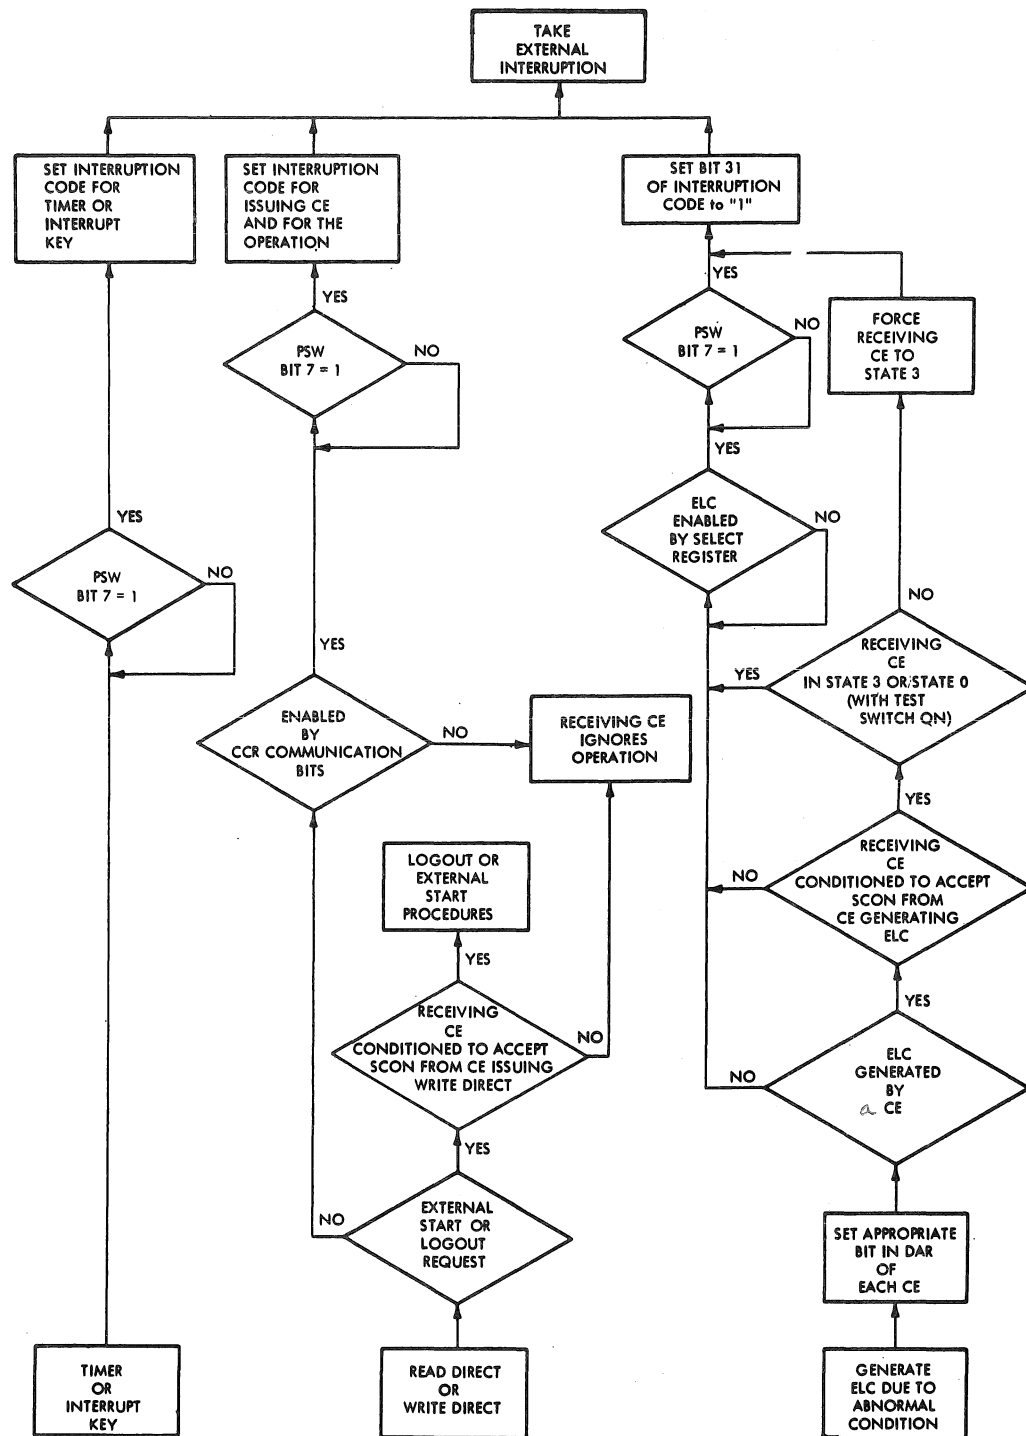 TAKE
EXTERNAL
INTERRUPTION
SET INTERRUPTION
CODE FOR
TIMER OR
INTERRUPT
KEY
SET INTERRUPTION
CODE FOR
ISSUING CE
AND FOR THE
OPERATION
SET BIT 31
OF INTERRUPTION
CODE to "1"
YES
YES
FORCE
RECEIVING
CE TO
STATE 3
PSW
BIT 7 = 1
NO
PSW
BIT 7 = 1
NO
YES
ELC
ENABLED
BY SELECT
REGISTER
NO
YES
PSW
BIT 7 = 1
NO
NO
RECEIVING
CE
IN STATE 3 OR STATE 0
(WITH TEST
SWITCH ON)
YES
YES
ENABLED
BY
CCR COMMUNICATION
BITS
NO
RECEIVING CE
IGNORES
OPERATION
YES
RECEIVING
CE
CONDITIONED TO ACCEPT
SCON FROM
CE GENERATING
ELC
NO
LOGOUT OR
EXTERNAL
START
PROCEDURES
YES
RECEIVING
CE
CONDITIONED TO ACCEPT
SCON FROM CE ISSUING
WRITE DIRECT
NO
YES
ELC
GENERATED
BY
a CE
NO
YES
EXTERNAL
START OR
LOGOUT
REQUEST
NO
SET APPROPRIATE
BIT IN DAR
OF
EACH CE
TIMER
OR
INTERRUPT
KEY
READ DIRECT
OR
WRITE DIRECT
GENERATE
ELC DUE TO
ABNORMAL
CONDITION